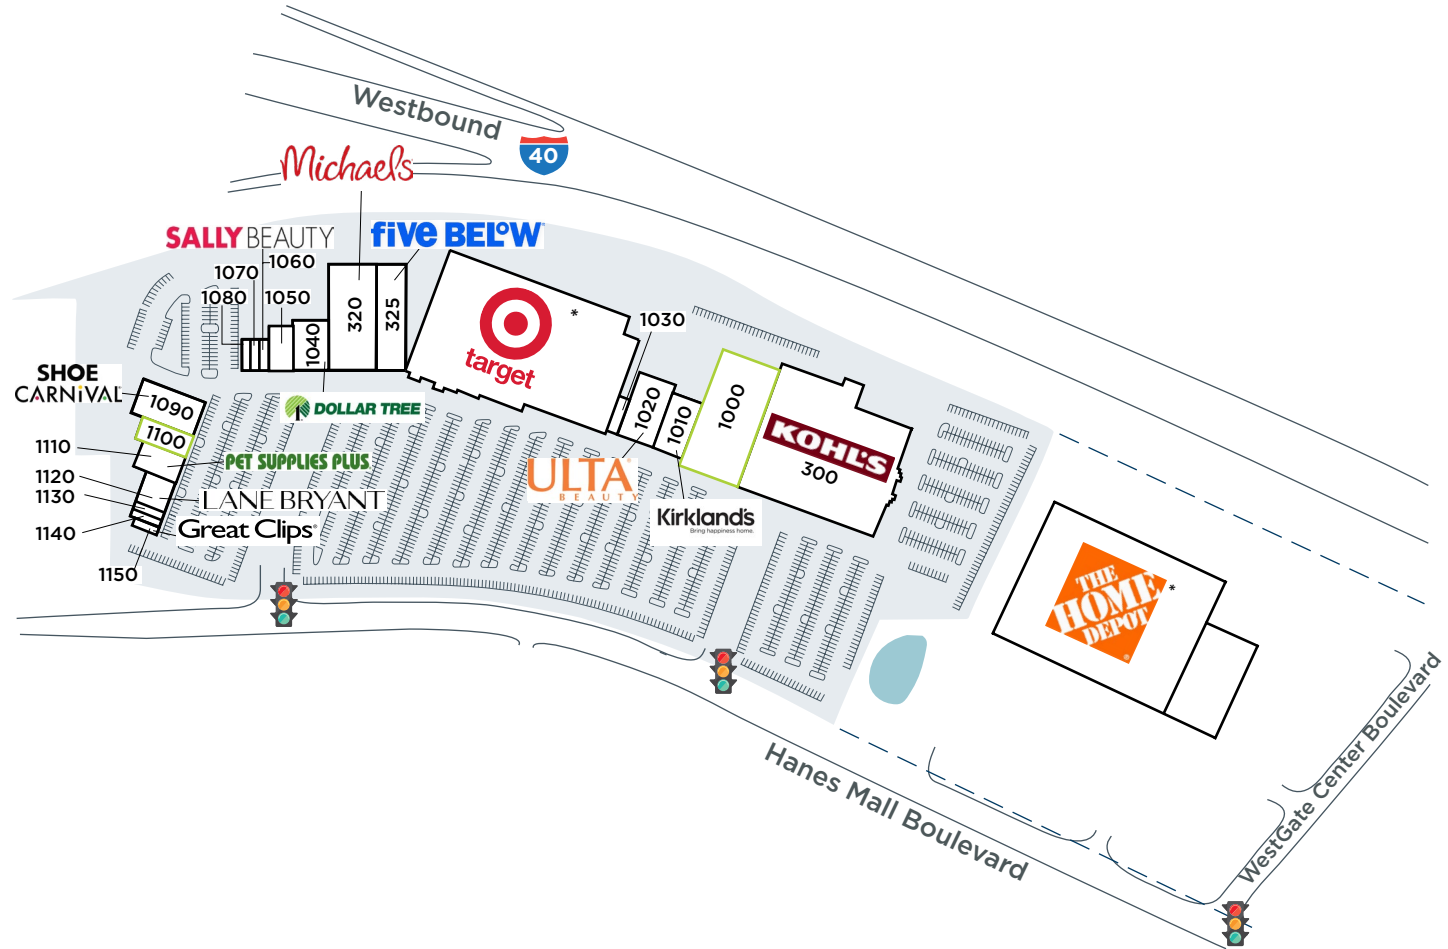 Westbound
40
Michaels
SALLY BEAUTY
five BELOW
1060
1070
1080
1050
1040
320
325
*
target
1030
SHOE
CARNIVAL
1090
1100
1110
DOLLAR TREE
1020
1010
1000
KOHL'S
300
PET SUPPLIES PLUS
1120
LANE BRYANT
1130
Great Clips®
1140
1150
ULTA
BEAUTY
Kirkland's
Bring happiness home.
THE
HOME
DEPOT
®
*
Hanes Mall Boulevard
WestGate Center Boulevard